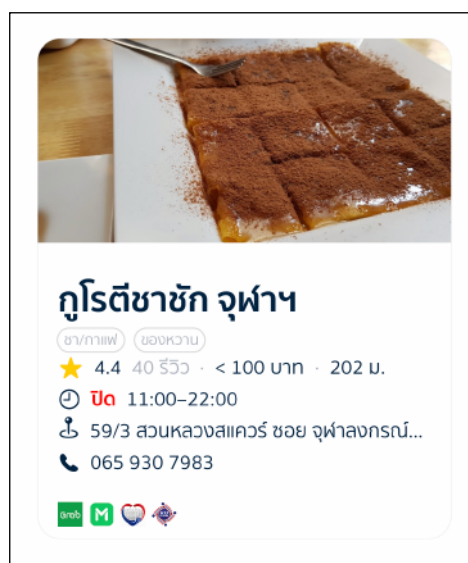 กูโรตีชาชัก จุฬาฯ
ชา/กาแฟ ของหวาน
4.4 40 รีวิว · < 100 บาท · 202 ม.
ปิด 11:00–22:00
59/3 สวนหลวงสแควร์ ซอย จุฬาลงกรณ์...
065 930 7983
Grab M